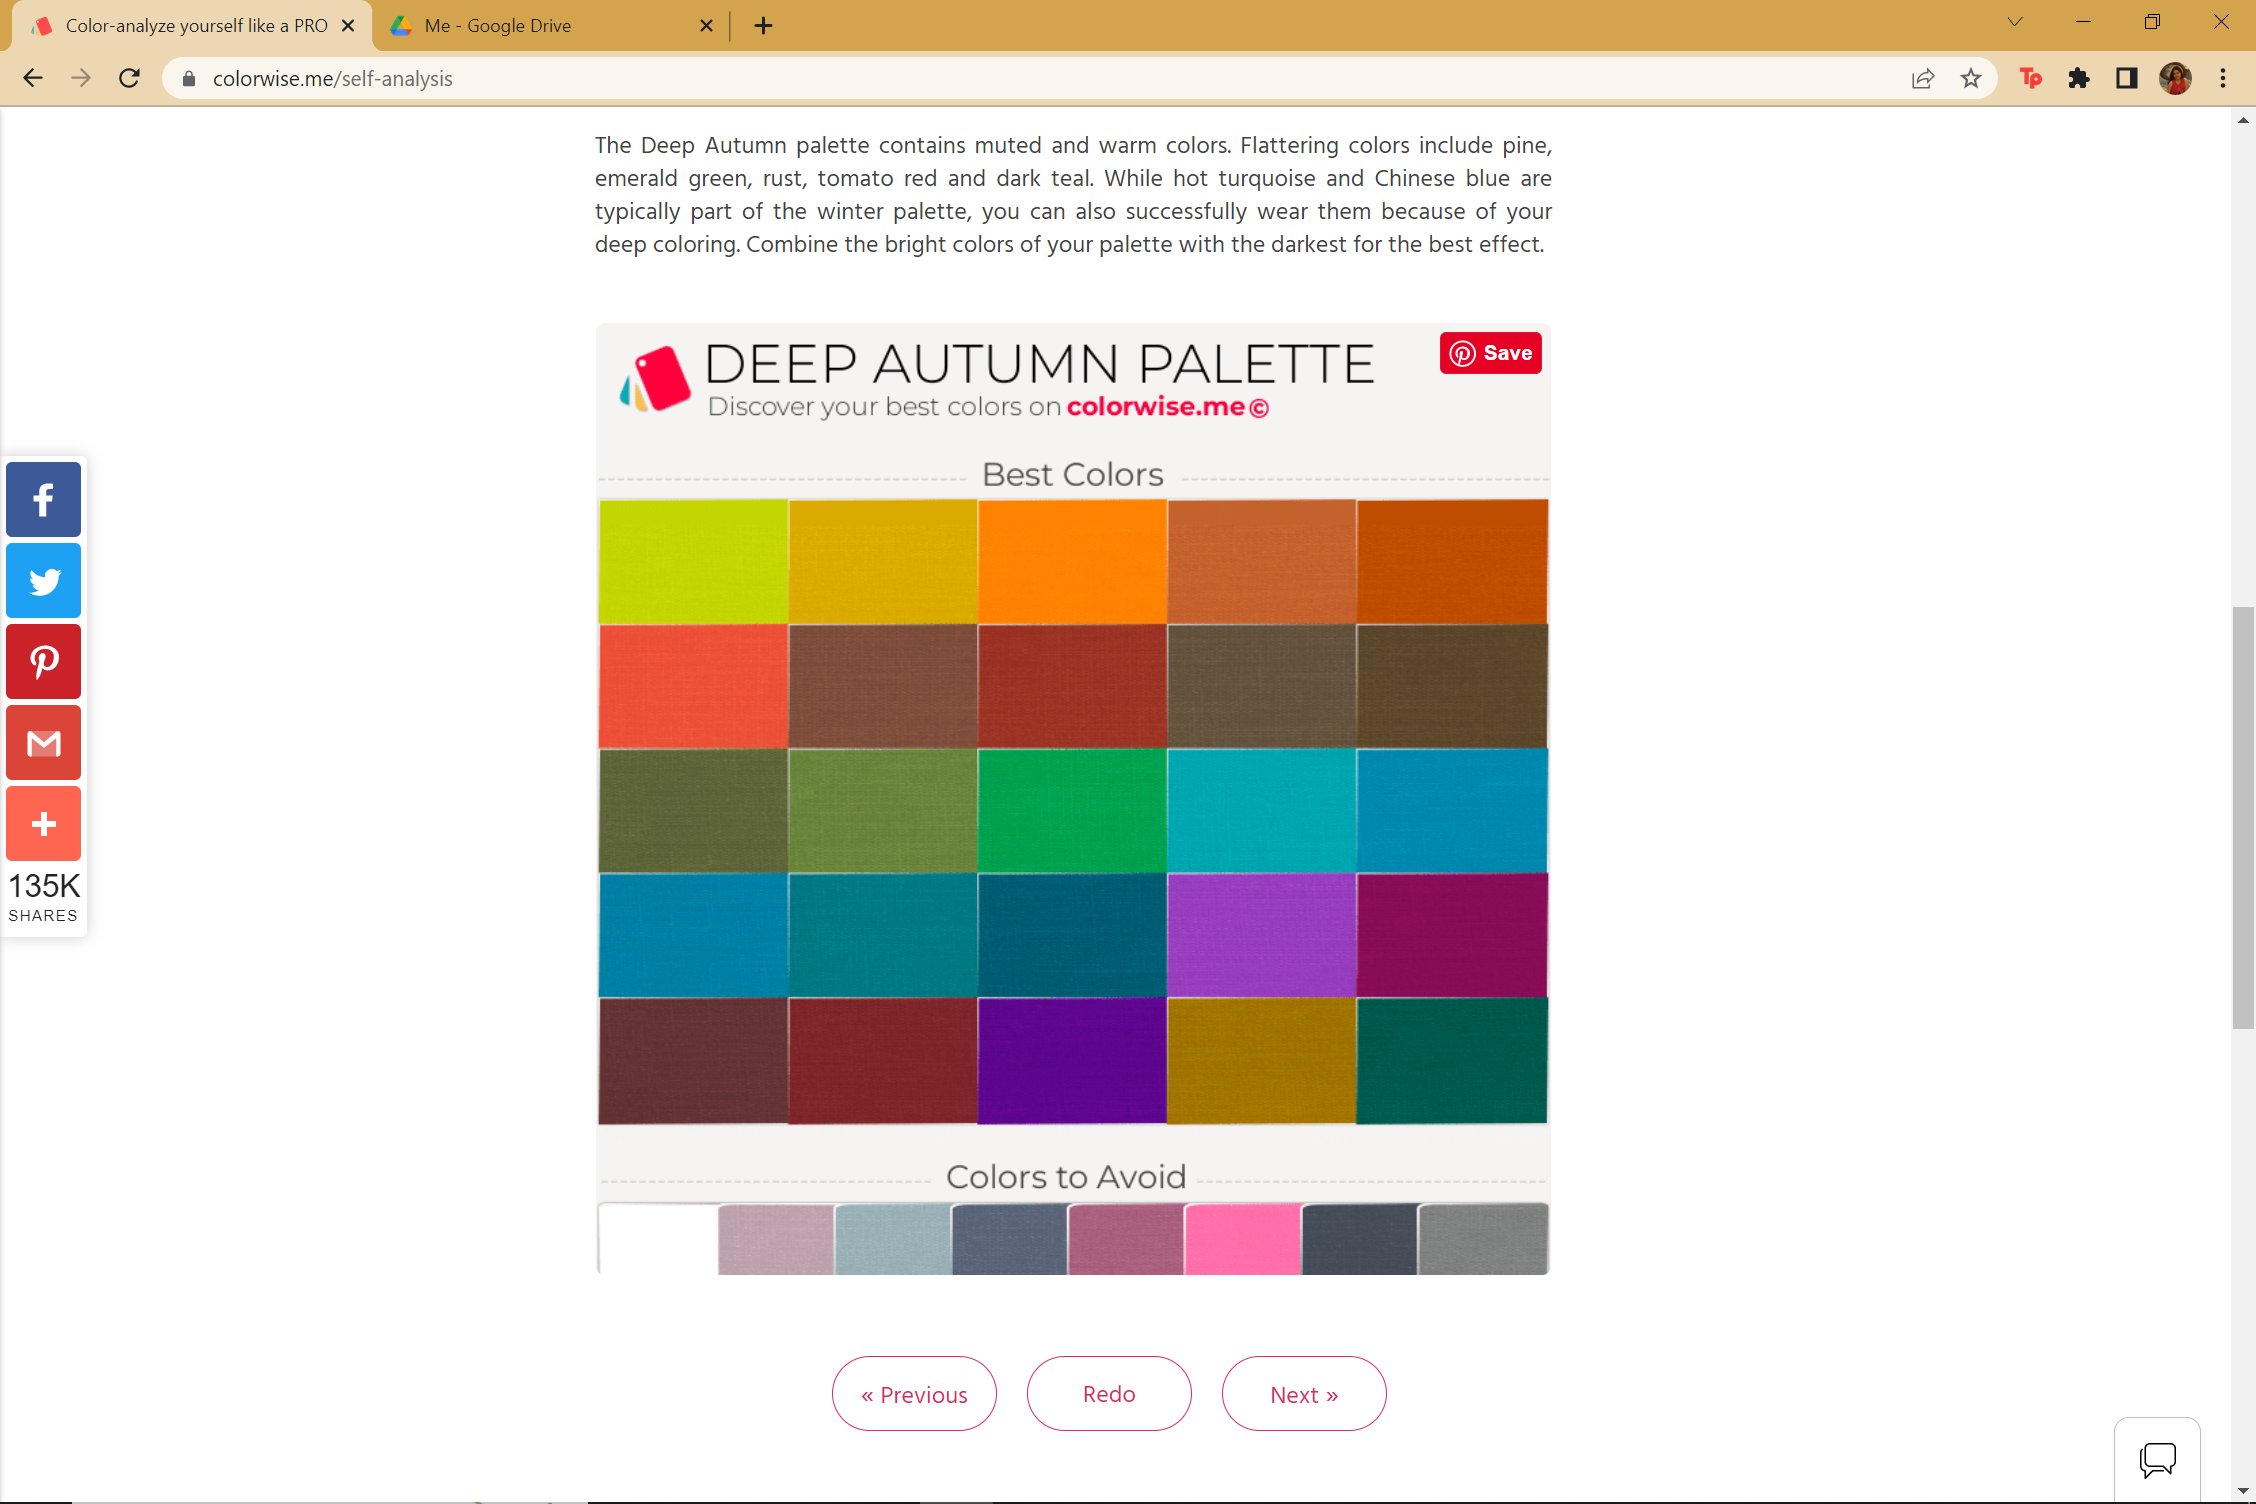 Color-analyze yourself like a PRO
Me - Google Drive
colorwise.me/self-analysis
Tp
The Deep Autumn palette contains muted and warm colors. Flattering colors include pine,
emerald green, rust, tomato red and dark teal. While hot turquoise and Chinese blue are
typically part of the winter palette, you can also successfully wear them because of your
deep coloring. Combine the bright colors of your palette with the darkest for the best effect.
DEEP AUTUMN PALETTE
Save
Discover your best colors on colorwise.me©
Best Colors
135K
SHARES
Colors to Avoid
« Previous
Redo
Next »